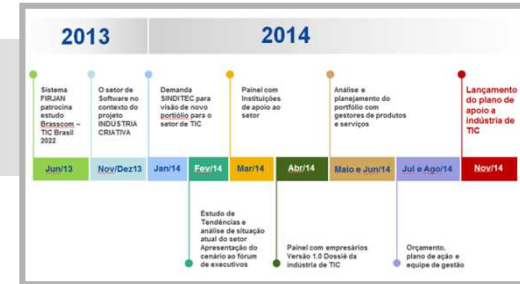 2013
2014
Sistema
FIRJAN
patrocina
estudo
Brasscom –
TIC Brasil
2022
O setor de
Software no
contexto do
projeto
INDÚSTRIA
CRIATIVA
Demanda
SINDITEC para
visão de novo
portfólio para o
setor de TIC
Painel com
Instituições
de apoio ao
setor
Análise e
planejamento do
portfólio com
gestores de produtos
e serviços
Lançamento
do plano de
apoio a
indústria de
TIC
Jun/13
Nov/Dez13
Jan/14
Fev/14
Mar/14
Abr/14
Maio e Jun/14
Jul e Ago/14
Nov/14
Estudo de
Tendências e
análise de situação
atual do setor
Apresentação do
cenário ao fórum
de executivos
Painel com empresários
Versão 1.0 Dossiê da
indústria de TIC
Orçamento,
plano de ação e
equipe de gestão